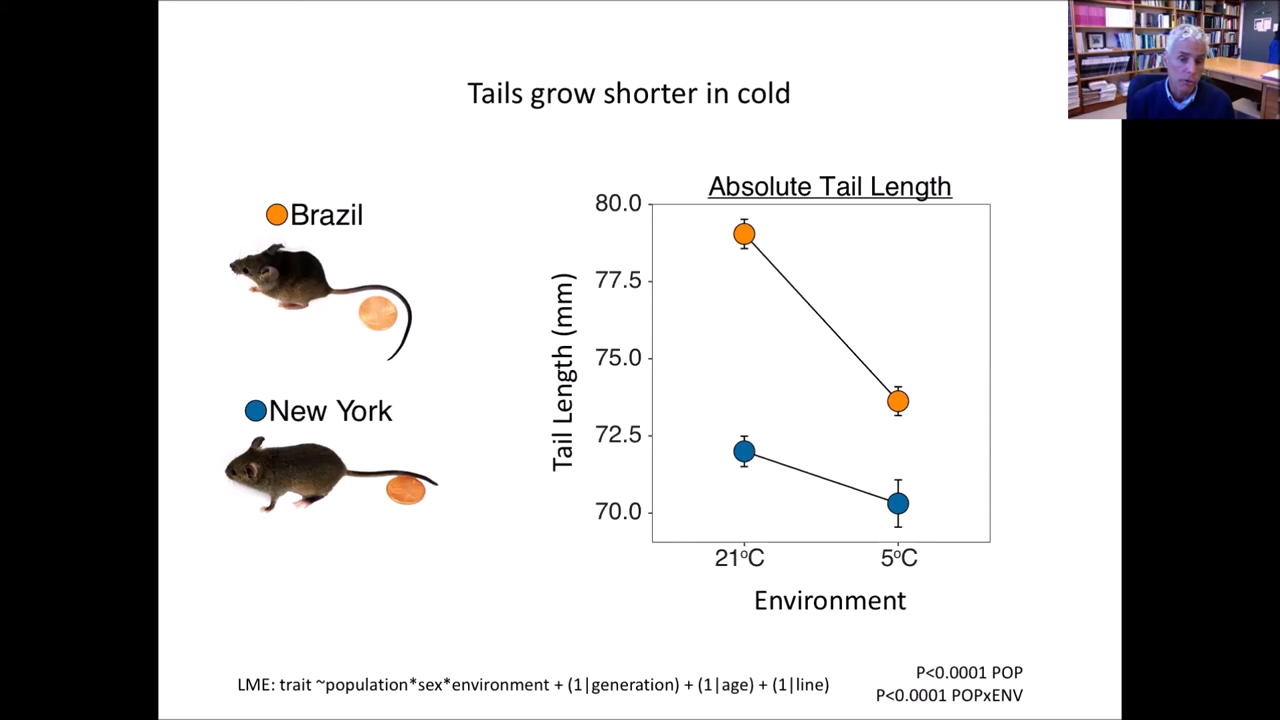 Tails grow shorter in cold
Brazil
New York
Absolute Tail Length
Tail Length (mm)
80.0
77.5
75.0
72.5
70.0
21ºC
5ºC
Environment
LME: trait ~population*sex*environment + (1|generation) + (1|age) + (1|line)
P<0.0001 POP
P<0.0001 POPxENV